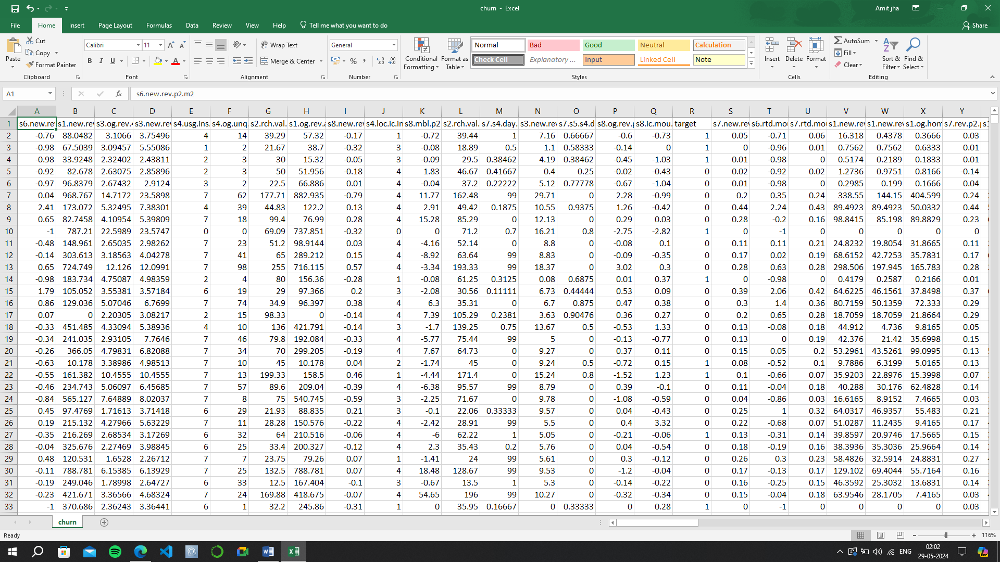 churn - Excel
Amit jha
File Home Insert Page Layout Formulas Data Review View Help Tell me what you want to do Share
Paste Cut Copy Format Painter Clipboard
Calibri 11 B I U Font
Wrap Text Merge & Center Alignment
General % Number
Conditional Formatting Format as Table
Normal Bad Good Neutral Calculation
Check Cell Explanatory ... Input Linked Cell Note
Styles
Insert Delete Format Cells
AutoSum Fill Clear Sort & Filter Find & Select Editing
A1 fx s6.new.rev.p2.m2
A B C D E F G H I J K L M N O P Q R S T U V W X Y
1 s6.new.rev s1.new.rev s3.og.rev. s3.new.rev s4.usg.ins. s4.og.unq. s2.rch.val. s1.og.rev.a s8.new.rev s4.loc.ic.in s8.mbl.p2 s2.rch.val. s7.s4.day. s3.new.rev s7.s5.s4.d s8.og.rev.p s8.ic.mou. target s7.new.rev s6.rtd.mou s7.rtd.mou s1.new.rev s1.new.rev s1.og.hom s7.rev.p2.p s1
2 -0.76 88.0482 3.1066 3.75496 4 14 39.29 57.32 -0.17 1 -0.72 39.44 1 7.16 0.66667 -0.6 -0.73 1 0.05 -0.71 0.06 16.318 0.4378 0.3666 0.03
3 -0.98 67.5039 3.09457 5.55086 1 2 21.67 38.7 -0.32 3 -0.08 18.89 0.5 1.1 0.58333 -0.14 0 1 0 -0.96 0.01 0.7562 0.7562 0.6333 0.01
4 -0.98 33.9248 2.32402 2.43811 2 3 30 15.32 -0.05 3 -0.09 29.5 0.38462 4.19 0.38462 -0.45 -1.03 1 0.01 -0.98 0 0.5174 0.2189 0.1833 0.01
5 -0.92 82.678 2.63075 2.85896 2 3 50 51.956 -0.18 4 1.83 46.67 0.41667 0.4 0.25 -0.02 -0.43 0 0.02 -0.92 0.02 1.2736 0.9751 0.8166 -0.14
6 -0.97 96.8379 2.67432 2.9124 3 2 22.5 66.886 0.01 4 -0.04 37.2 0.22222 5.12 0.77778 -0.67 -1.04 0 0.01 -0.98 0 0.2985 0.199 0.1666 0.04
7 0.04 968.767 14.7172 23.5898 7 62 177.71 882.935 -0.79 4 11.77 162.48 99 29.71 0 2.28 -0.99 0 0.2 0.35 0.24 338.55 144.15 404.599 0.24
8 2.41 173.072 5.32495 7.38301 4 39 44.83 122.2 0.13 4 2.91 49.42 0.1875 10.55 0.9375 1.26 -0.42 0 0.44 2.24 0.43 89.4923 89.4923 50.0332 0.44
9 0.65 82.7458 4.10954 5.39809 7 18 99.4 76.99 0.28 4 15.28 85.29 0 12.13 0 0.29 0.03 0 0.28 -0.2 0.16 98.8415 85.198 89.8829 0.23
10 -1 787.21 22.5989 23.5747 0 0 69.09 737.851 -0.32 0 0 71.2 0.7 16.21 0.8 -2.75 -2.82 1 0 -1 0 0 0 0 0
11 -0.48 148.961 2.65035 2.98262 7 23 51.2 98.9144 0.03 4 -4.16 52.14 0 8.8 0 -0.08 0.1 0 0.11 0.11 0.21 24.8232 19.8054 31.8665 0.11
12 -0.14 303.613 3.18563 4.04278 7 41 65 289.212 0.15 4 -8.92 63.64 99 8.83 0 -0.09 -0.35 0 0.17 0.02 0.19 68.6152 42.7253 35.7831 0.17
13 0.65 724.749 12.126 12.0991 7 98 255 716.115 0.57 4 -3.34 193.33 99 18.37 0 3.02 0.3 0 0.28 0.63 0.28 298.506 197.945 165.783 0.28
14 -0.98 183.734 4.75087 4.98359 2 4 80 156.36 -0.28 1 -0.08 61.25 0.3125 0.08 0.6875 0.01 0.37 1 0 -0.98 0 0.4179 0.2587 0.2166 0.01
15 1.79 105.052 3.55381 3.57184 6 19 29 97.366 0.2 3 -2.08 30.56 0.11111 6.73 0.44444 0.53 0.09 0 0.39 2.06 0.42 64.6225 46.1561 37.8498 0.37
16 0.86 129.036 5.07046 6.7699 7 74 34.9 96.397 0.38 4 6.3 35.31 0 6.7 0.875 0.47 0.38 0 0.3 1.4 0.36 80.7159 50.1359 72.333 0.29
17 0.07 0 2.20305 3.08217 2 15 98.33 0 -0.14 4 7.39 105.29 0.2381 3.63 0.90476 0.36 0.27 0 0.2 0.65 0.28 18.7059 18.7059 21.8664 0.29
18 -0.33 451.485 4.33094 5.38936 4 10 136 421.791 -0.14 3 -1.7 139.25 0.75 13.67 0.5 -0.53 1.33 0 0.13 -0.08 0.18 44.912 4.736 9.8165 0.05
19 -0.34 241.035 2.93105 7.7646 7 46 79.8 192.084 -0.33 4 -5.77 75.44 99 5 0 -0.13 -0.77 0 0.13 0 0.19 42.376 21.42 35.6998 0.15
20 -0.26 366.05 4.79831 6.82088 7 34 70 299.205 -0.19 4 7.67 64.73 0 9.27 0 0.37 0.11 0 0.15 0.05 0.2 53.2961 43.5261 99.0995 0.13
21 -0.63 10.178 3.38986 4.98513 7 10 45 10.178 0.04 2 -1.74 45 0 9.24 0.5 -0.72 0.15 1 0.08 -0.52 0.1 9.7886 6.3199 5.0165 0.13
22 -0.55 161.382 10.4555 10.4555 7 13 199.33 158.5 0.46 1 -4.44 171.4 0 15.24 0.8 -1.52 1.23 1 0.1 -0.66 0.07 35.9203 22.8976 15.3998 0.07
23 -0.46 234.743 5.06097 6.45685 7 57 89.6 209.04 -0.39 4 -6.38 95.57 99 8.79 0 0.39 -0.1 0 0.11 -0.04 0.18 40.288 30.176 62.4828 0.14
24 -0.84 565.127 7.64889 8.02037 7 8 75 540.745 -0.59 3 -2.25 71.67 0 9.78 0 -1.08 -0.59 0 0.04 -0.86 0.03 16.6165 8.9152 7.4665 0.03
25 0.45 97.4769 1.71613 3.71418 6 29 21.93 88.835 0.21 3 -0.1 22.06 0.33333 9.57 0 0.04 -0.43 0 0.25 1 0.32 64.0317 46.9357 55.483 0.21
26 0.19 215.132 4.27966 5.63229 7 11 28.28 150.576 -0.22 4 -2.42 28.91 99 5.5 0 0.4 3.32 0 0.22 -0.68 0.07 51.0287 11.2435 9.4165 0.17
27 -0.35 216.269 2.68534 3.17269 6 32 64 210.516 -0.06 4 -6 62.22 1 5.05 0 -0.21 -0.06 1 0.13 -0.31 0.14 39.8597 20.9746 17.5665 0.15
28 -0.04 325.676 2.27469 3.98845 6 25 33.4 200.327 -0.12 4 2.3 35.43 0.2 5.76 0 0.04 -0.54 0 0.18 -0.19 0.16 38.3936 35.3036 25.9664 0.14
29 0.48 120.531 1.6528 2.26712 7 7 23.75 79.26 0.07 1 -1.41 24 99 5.61 0 0.3 -0.12 0 0.26 0.3 0.23 58.4826 32.5914 24.8831 0.27
30 -0.11 788.781 6.15385 6.13929 7 25 132.5 788.781 0.07 4 18.48 128.67 99 9.53 0 -1.2 -0.04 0 0.17 -0.13 0.17 129.102 69.4044 55.7164 0.16
31 -0.19 249.046 1.78998 2.64727 6 33 12.5 167.404 -0.1 3 -0.67 13.5 1 5.3 0 -0.14 -0.22 0 0.16 -0.25 0.15 46.3592 25.3032 13.6831 0.14
32 -0.23 421.671 3.36566 4.68324 7 24 169.88 418.675 -0.07 4 54.65 196 99 10.27 0 -0.32 -0.34 0 0.15 -0.04 0.18 63.9546 28.1705 7.4165 0.03
33 -1 370.686 2.36243 3.36441 6 1 32.2 245.86 -0.31 1 0 35.95 0.16667 0 0.33333 0 0.28 1 0 -1 0 0 0 0 0.03
churn
Ready 116%
ENG 02:02
29-05-2024